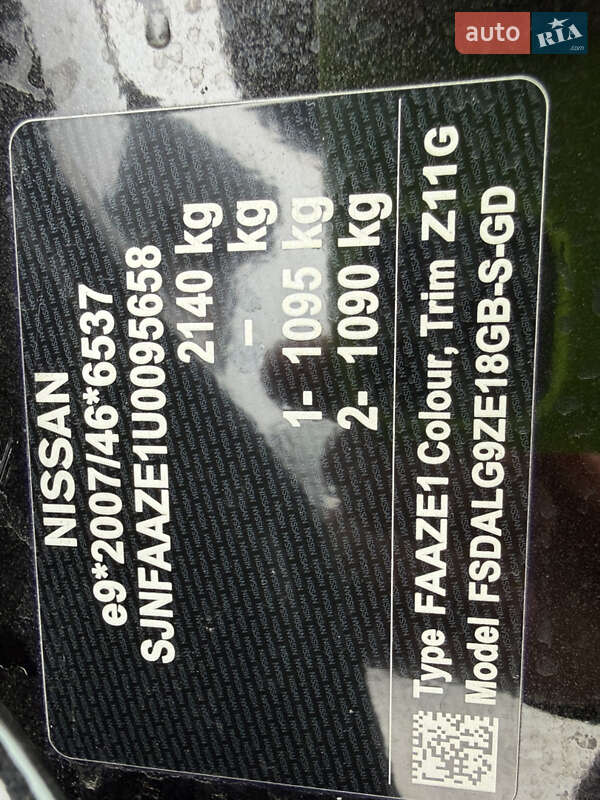 auto RIA
.com
NISSAN
e9*2007/46*6537
SJNFAAZE1U0095658
2140 kg
– kg
1- 1095 kg
2- 1090 kg
Type FAAZE1 Colour, Trim Z11G
Model FSDALG9ZE18GB-S-GD